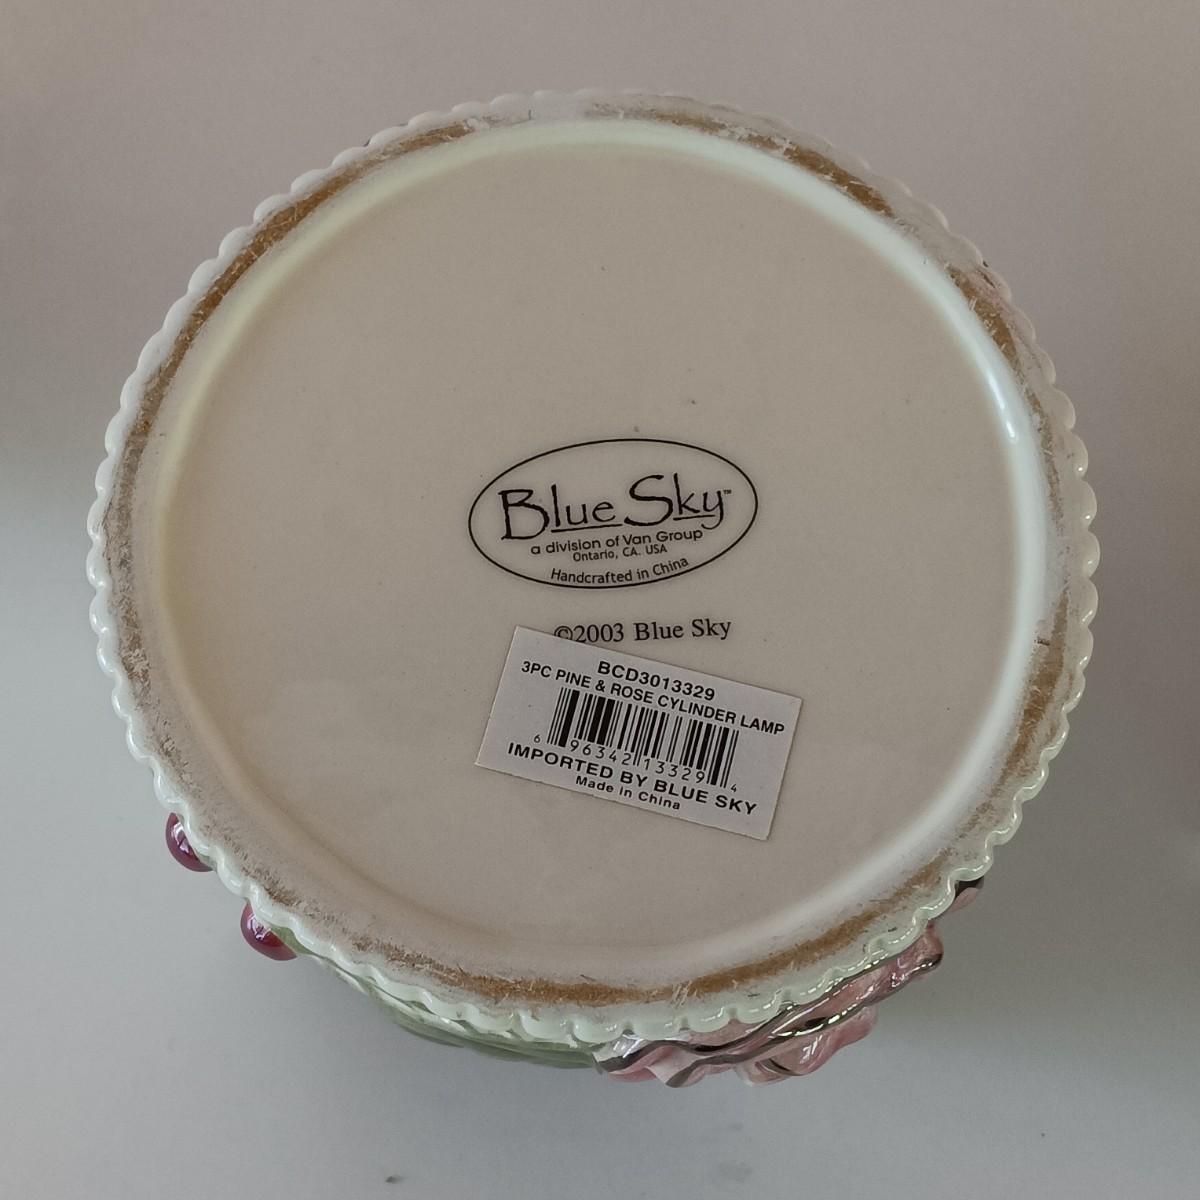 Blue Sky™
a division of Van Group
Ontario, CA. USA
Handcrafted in China
©2003 Blue Sky
BCD3013329
3PC PINE & ROSE CYLINDER LAMP
6 96342 13329 4
IMPORTED BY BLUE SKY
Made in China